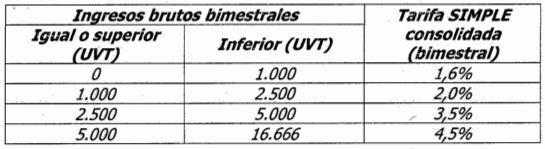 Ingresos brutos bimestrales
Tarifa SIMPLE
consolidada
(bimestral)
Igual o superior
(UVT)
Inferior (UVT)
0 1.000 1,6%
1.000 2.500 2,0%
2.500 5.000 3,5%
5.000 16.666 4,5%